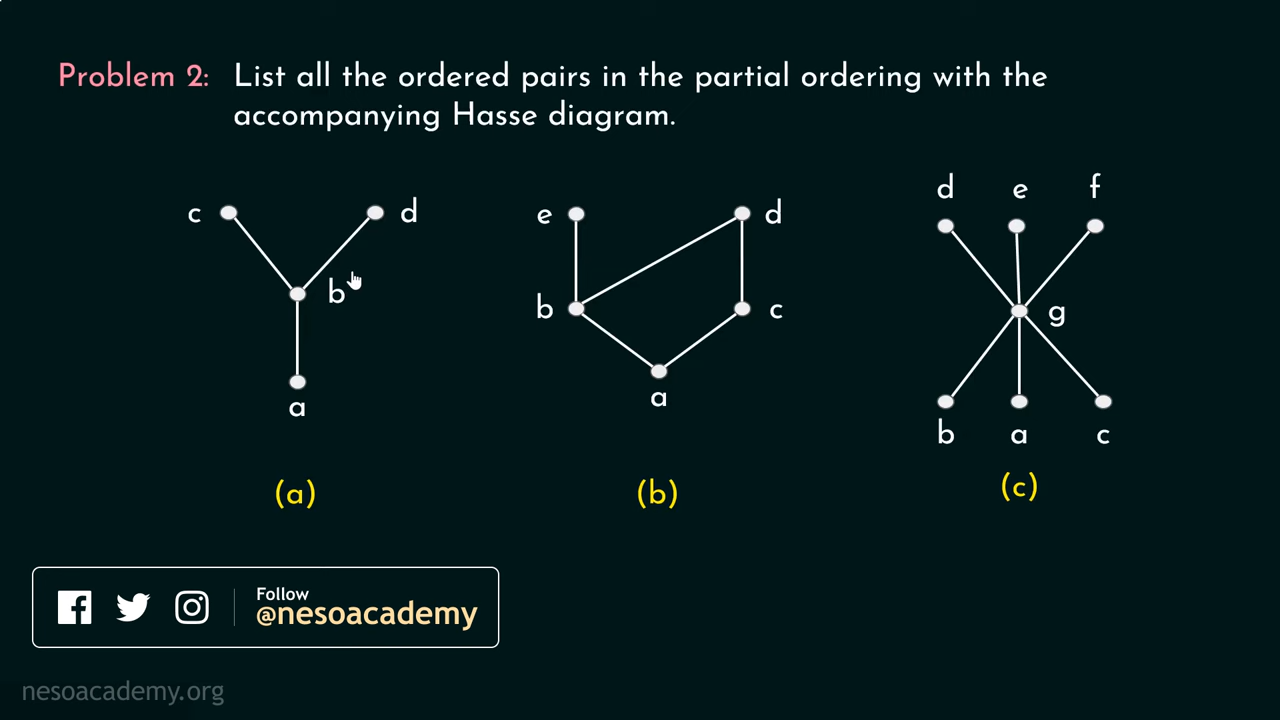 Problem 2: List all the ordered pairs in the partial ordering with the
accompanying Hasse diagram.
c d
b
a
(a)
e d
b c
a
(b)
d e f
g
b a c
(c)
Follow
@nesoacademy
nesoacademy.org